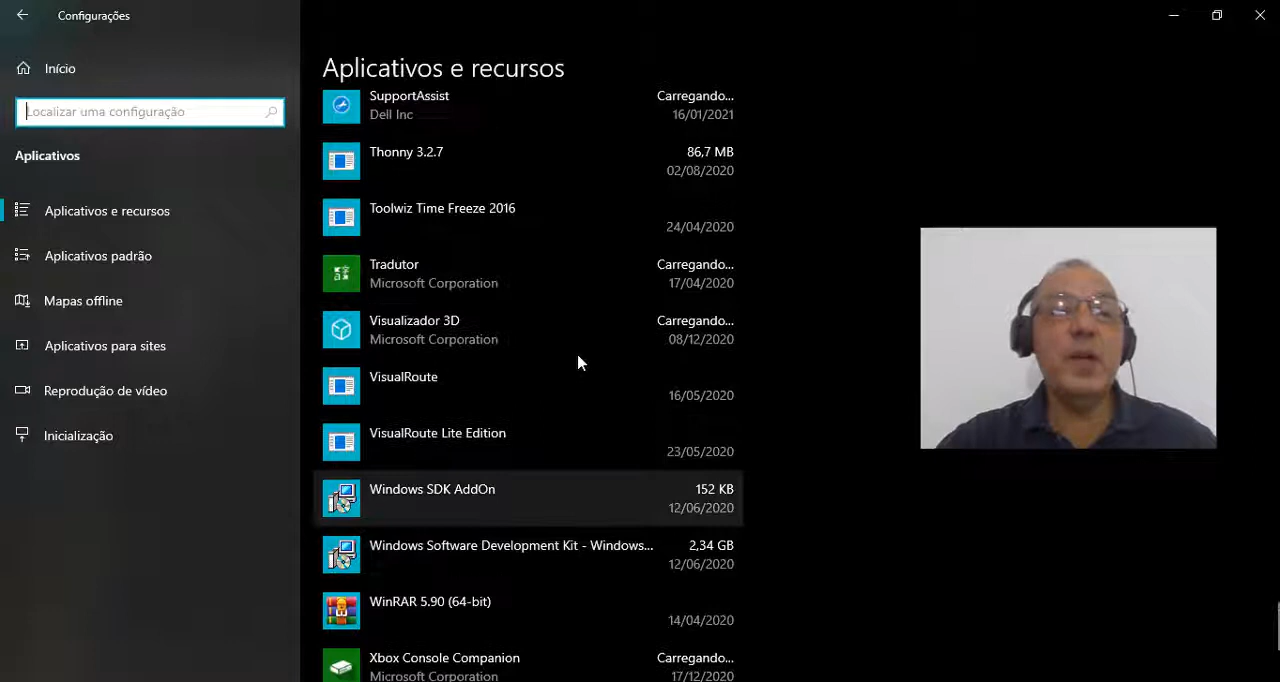 Configurações
Início
Localizar uma configuração
Aplicativos
Aplicativos e recursos
Aplicativos padrão
Mapas offline
Aplicativos para sites
Reprodução de vídeo
Inicialização
Aplicativos e recursos
SupportAssist Carregando...
Dell Inc 16/01/2021
Thonny 3.2.7 86,7 MB
02/08/2020
Toolwiz Time Freeze 2016
24/04/2020
Tradutor Carregando...
Microsoft Corporation 17/04/2020
Visualizador 3D Carregando...
Microsoft Corporation 08/12/2020
VisualRoute
16/05/2020
VisualRoute Lite Edition
23/05/2020
Windows SDK AddOn 152 KB
12/06/2020
Windows Software Development Kit - Windows... 2,34 GB
12/06/2020
WinRAR 5.90 (64-bit)
14/04/2020
Xbox Console Companion Carregando...
Microsoft Corporation 17/12/2020